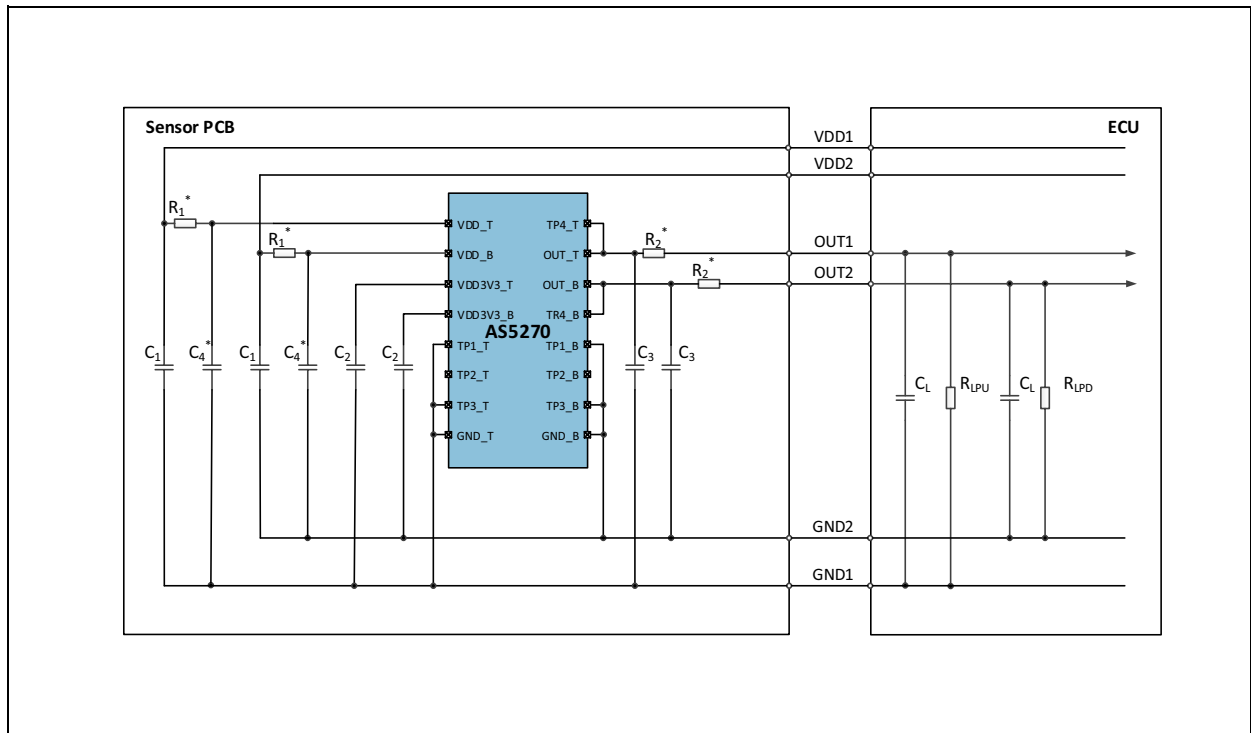 Sensor PCB
ECU
VDD1
VDD2
R1*
VDD_T
TP4_T
R1*
VDD_B
OUT_T
R2*
OUT1
VDD3V3_T
OUT_B
R2*
OUT2
VDD3V3_B
TR4_B
AS5270
C1
C4*
C1
C4*
C2
C2
TP1_T
TP1_B
C3
C3
TP2_T
TP2_B
CL
RLPU
CL
RLPD
TP3_T
TP3_B
GND_T
GND_B
GND2
GND1